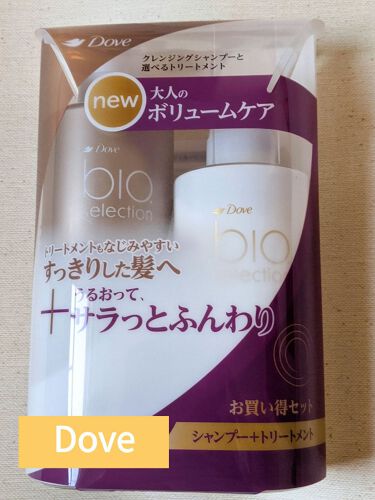 Dove
クレンジングシャンプーと
選べるトリートメント
new
大人の
ボリュームケア
Dove
bio
selection
Dove
bio
selection
トリートメントもなじみやすい
すっきりした髪へ
+うるおって、
サラっとふんわり
お買い得セット
シャンプー+トリートメント
Dove